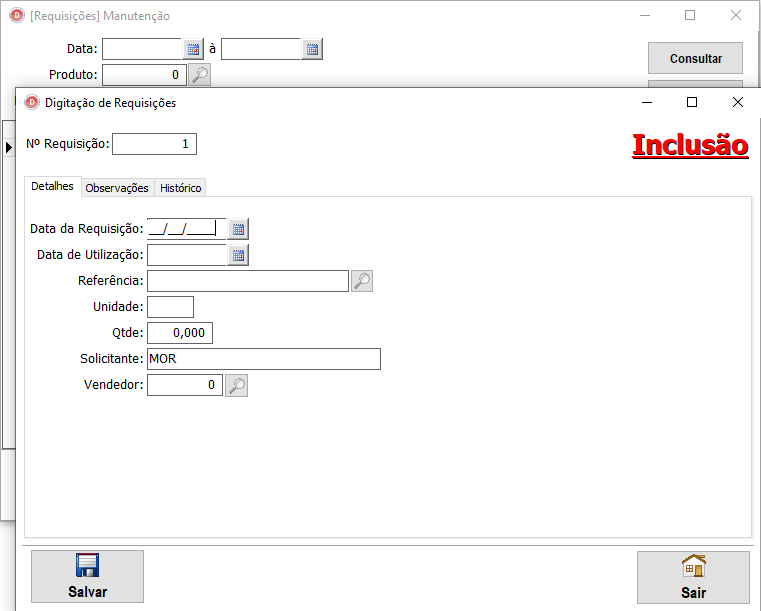 [Requisições] Manutenção
Data: à
Consultar
Produto: 0
Digitação de Requisições
Nº Requisição: 1
Inclusão
Detalhes Observações Histórico
Data da Requisição: __/__/____
Data de Utilização:
Referência:
Unidade:
Qtde: 0,000
Solicitante: MOR
Vendedor: 0
Salvar
Sair